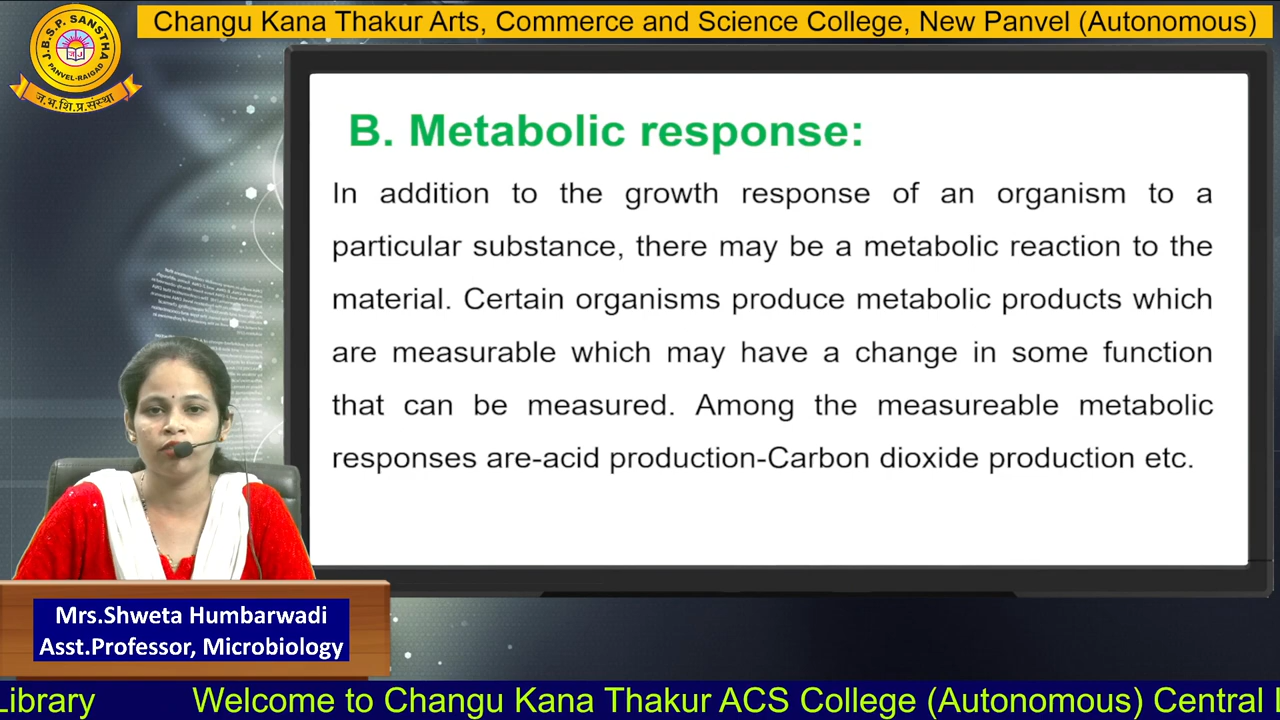 Changu Kana Thakur Arts, Commerce and Science College, New Panvel (Autonomous)
J.B.S.P. SANSTHA
PANVEL-RAIGAD
ज.भ.शि.प्र.संस्था
B. Metabolic response:
In addition to the growth response of an organism to a
particular substance, there may be a metabolic reaction to the
material. Certain organisms produce metabolic products which
are measurable which may have a change in some function
that can be measured. Among the measureable metabolic
responses are-acid production-Carbon dioxide production etc.
Mrs.Shweta Humbarwadi
Asst.Professor, Microbiology
Library Welcome to Changu Kana Thakur ACS College (Autonomous) Central